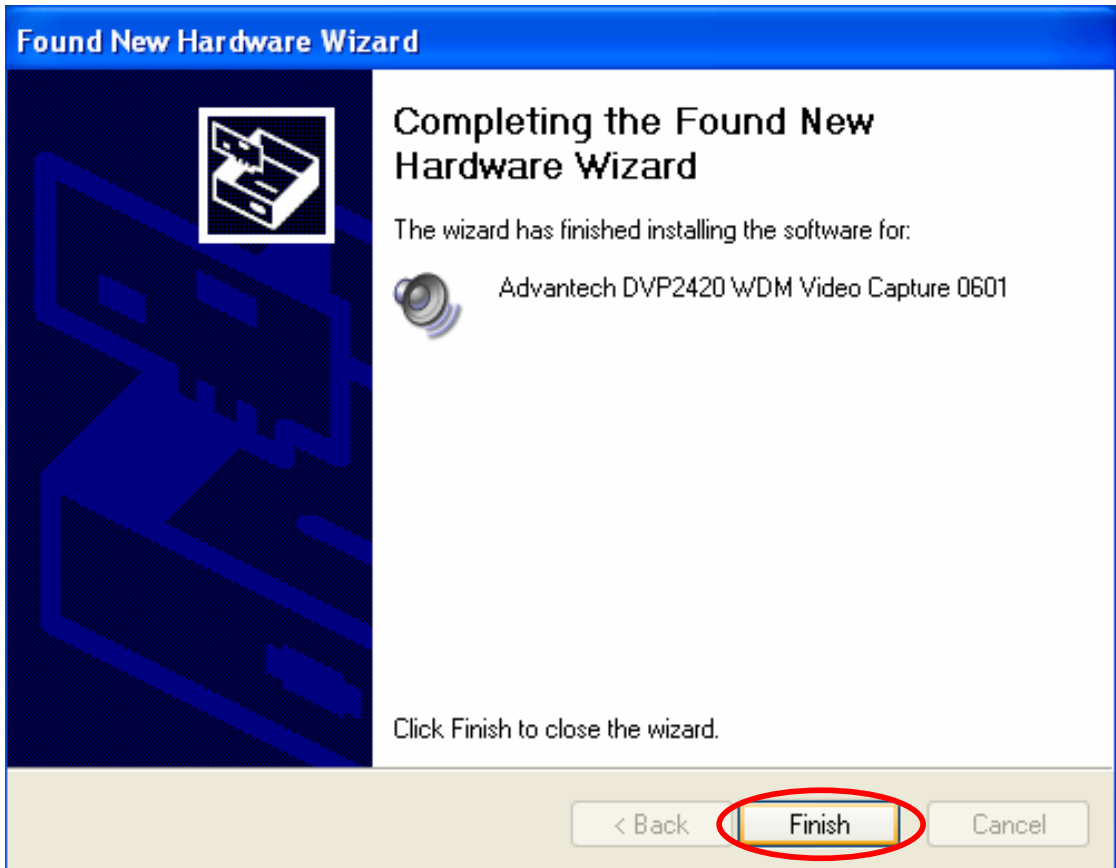 Found New Hardware Wizard
Completing the Found New
Hardware Wizard
The wizard has finished installing the software for:
Advantech DVP2420 WDM Video Capture 0601
Click Finish to close the wizard.
< Back
Finish
Cancel